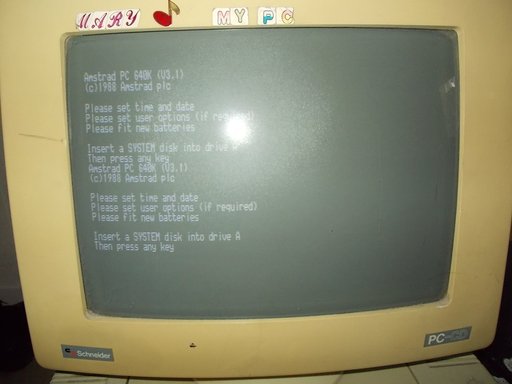 MARY MY PC
Amstrad PC 640K (V3.1)
(c)1988 Amstrad plc
Please set time and date
Please set user options (if required)
Please fit new batteries
Insert a SYSTEM disk into drive A
Then press any key
Amstrad PC 640K (V3.1)
(c)1988 Amstrad plc
Please set time and date
Please set user options (if required)
Please fit new batteries
Insert a SYSTEM disk into drive A
Then press any key
Schneider
PC